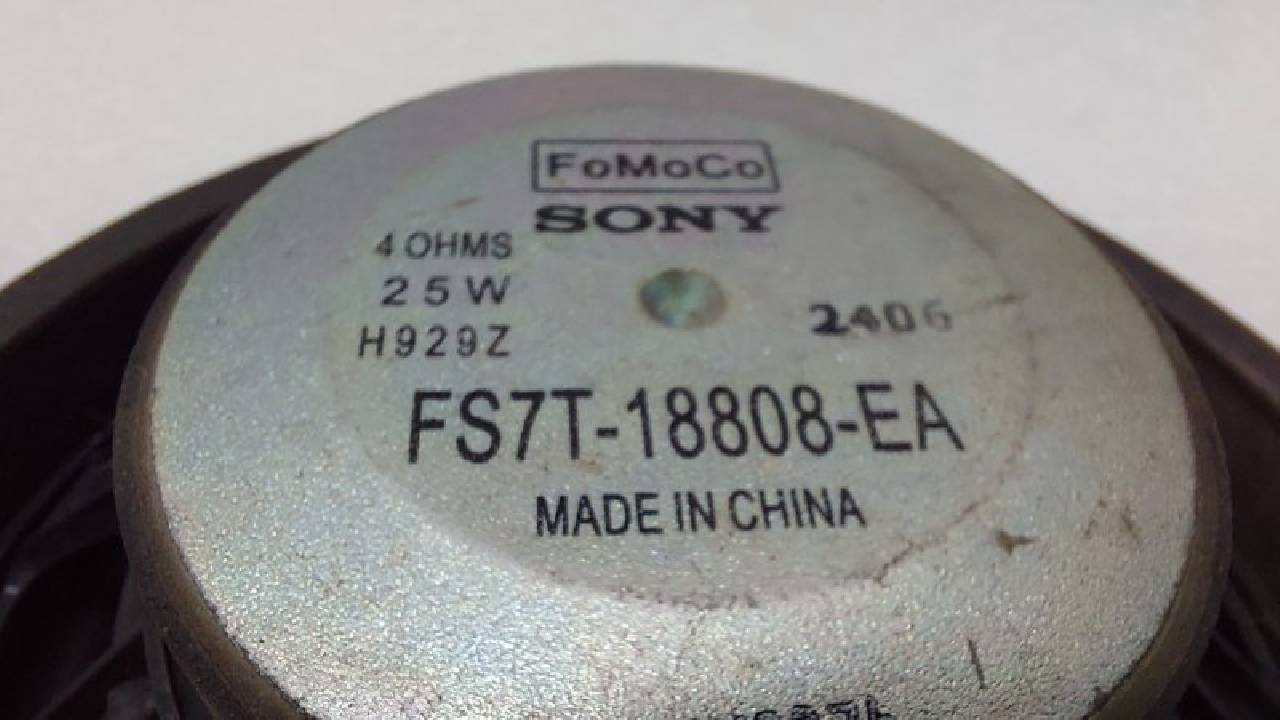 FoMoCo
SONY
4 OHMS
25W
H929Z
2406
FS7T-18808-EA
MADE IN CHINA